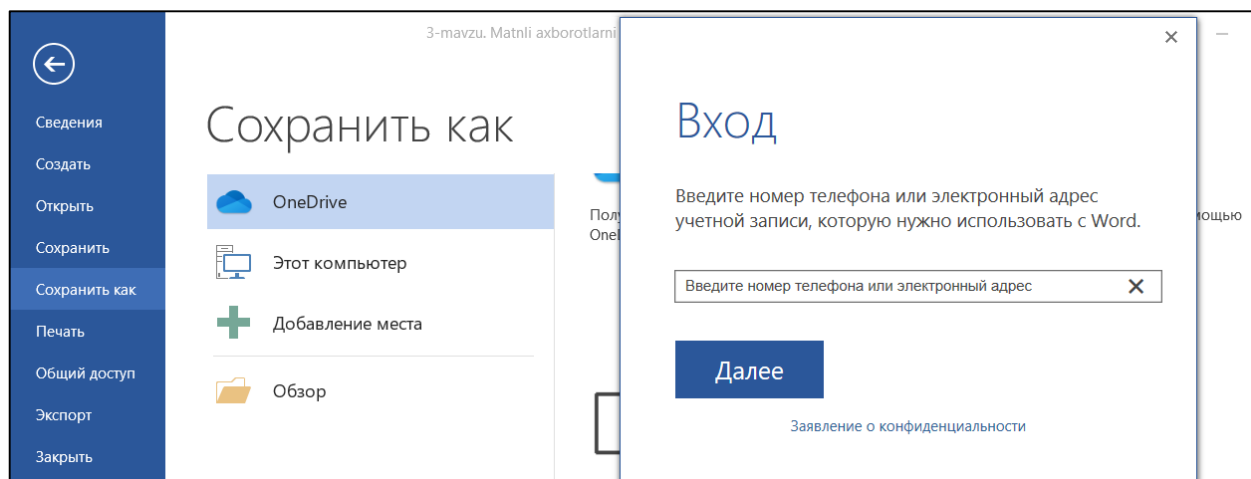 3-mavzu. Matnli axborotlarni
Сведения
Создать
Открыть
Сохранить
Сохранить как
Печать
Общий доступ
Экспорт
Закрыть
Сохранить как
OneDrive
Этот компьютер
Добавление места
Обзор
Вход
Введите номер телефона или электронный адрес
учетной записи, которую нужно использовать с Word.
Введите номер телефона или электронный адрес
Далее
Заявление о конфиденциальности